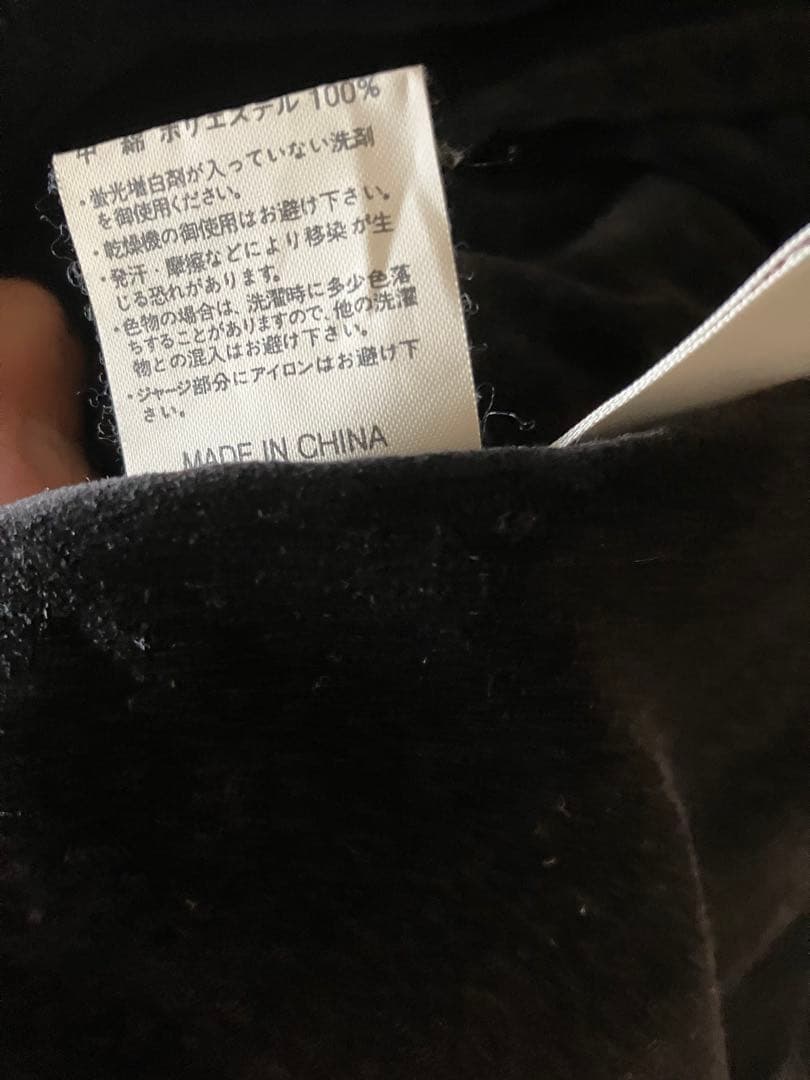 中 綿 ポリエステル 100%
・蛍光増白剤が入っていない洗剤
を御使用ください。
・乾燥機の御使用はお避け下さい。
・発汗・摩擦などにより移染が生
じる恐れがあります。
・色物の場合は、洗濯時に多少色落
ちすることがありますので、他の洗濯
物との混入はお避け下さい。
・ジャージ部分にアイロンはお避け下
さい。
MADE IN CHINA